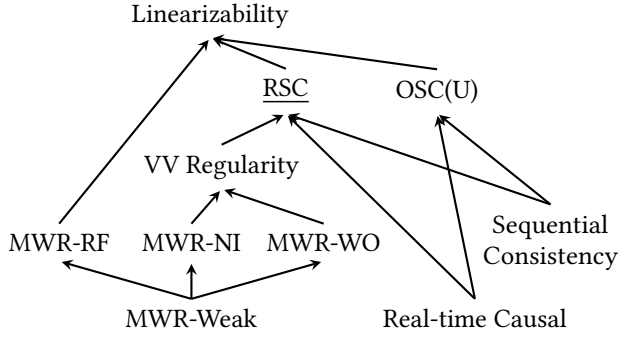 Linearizability
RSC
OSC(U)
VV Regularity
MWR-RF
MWR-NI
MWR-WO
Sequential
Consistency
MWR-Weak
Real-time Causal